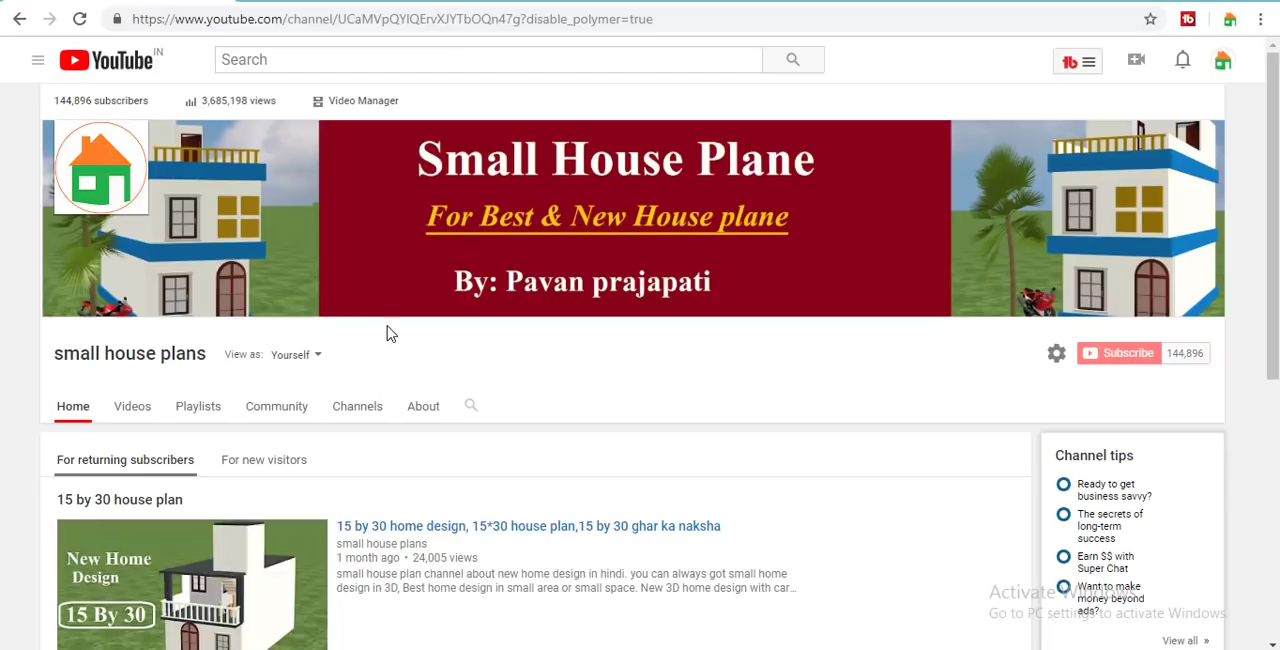 https://www.youtube.com/channel/UCaMVpQYlQErvXJYTbOQn47g?disable_polymer=true
YouTube IN
Search
144,896 subscribers
3,685,198 views
Video Manager
Small House Plane
For Best & New House plane
By: Pavan prajapati
small house plans
View as: Yourself
Subscribe 144,896
Home
Videos
Playlists
Community
Channels
About
For returning subscribers
For new visitors
15 by 30 house plan
New Home
Design
15 By 30
15 by 30 home design, 15*30 house plan,15 by 30 ghar ka naksha
small house plans
1 month ago • 24,005 views
small house plan channel about new home design in hindi. you can always got small home
design in 3D, Best home design in small area or small space. New 3D home design with car...
Channel tips
Ready to get
business savvy?
The secrets of
long-term
success
Earn $$ with
Super Chat
Want to make
money beyond
ads?
View all »
Activate Windows
Go to PC settings to activate Windows.